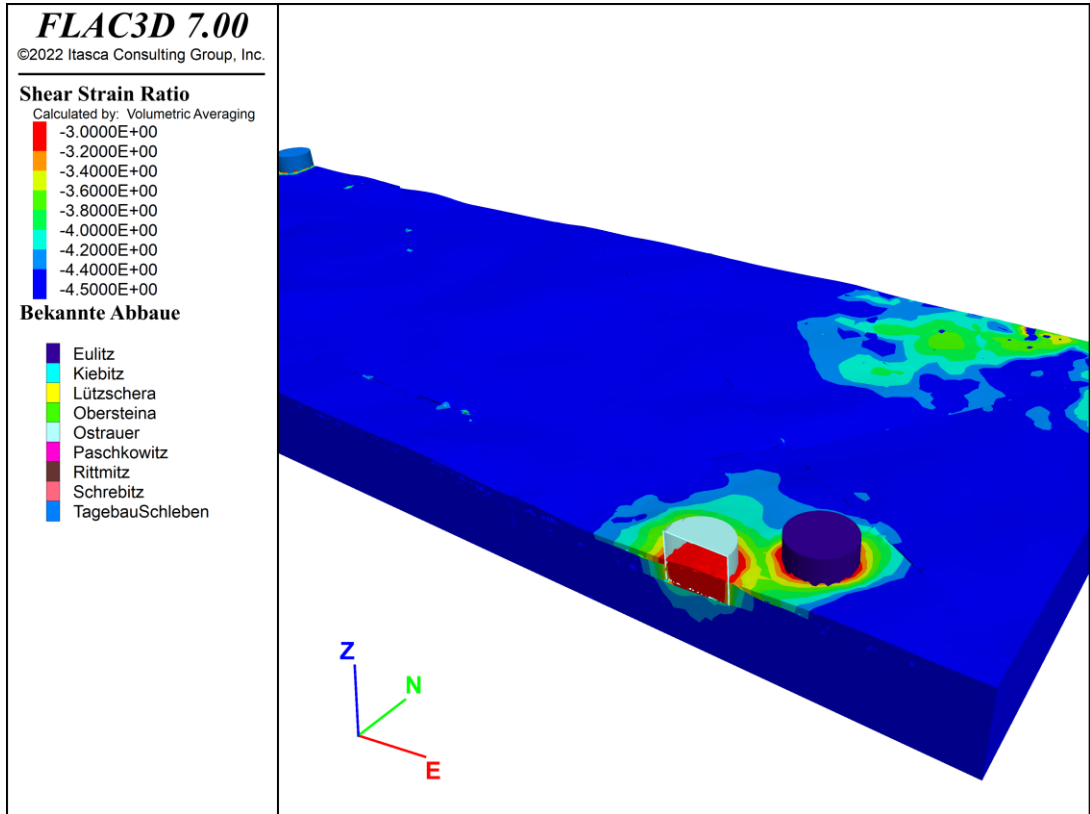 FLAC3D 7.00
©2022 Itasca Consulting Group, Inc.
Shear Strain Ratio
Calculated by: Volumetric Averaging
-3.0000E+00
-3.2000E+00
-3.4000E+00
-3.6000E+00
-3.8000E+00
-4.0000E+00
-4.2000E+00
-4.4000E+00
-4.5000E+00
Bekannte Abbaue
Eulitz
Kiebitz
Lützschera
Obersteina
Ostrauer
Paschkowitz
Rittmitz
Schrebitz
TagebauSchleben
Z
N
E